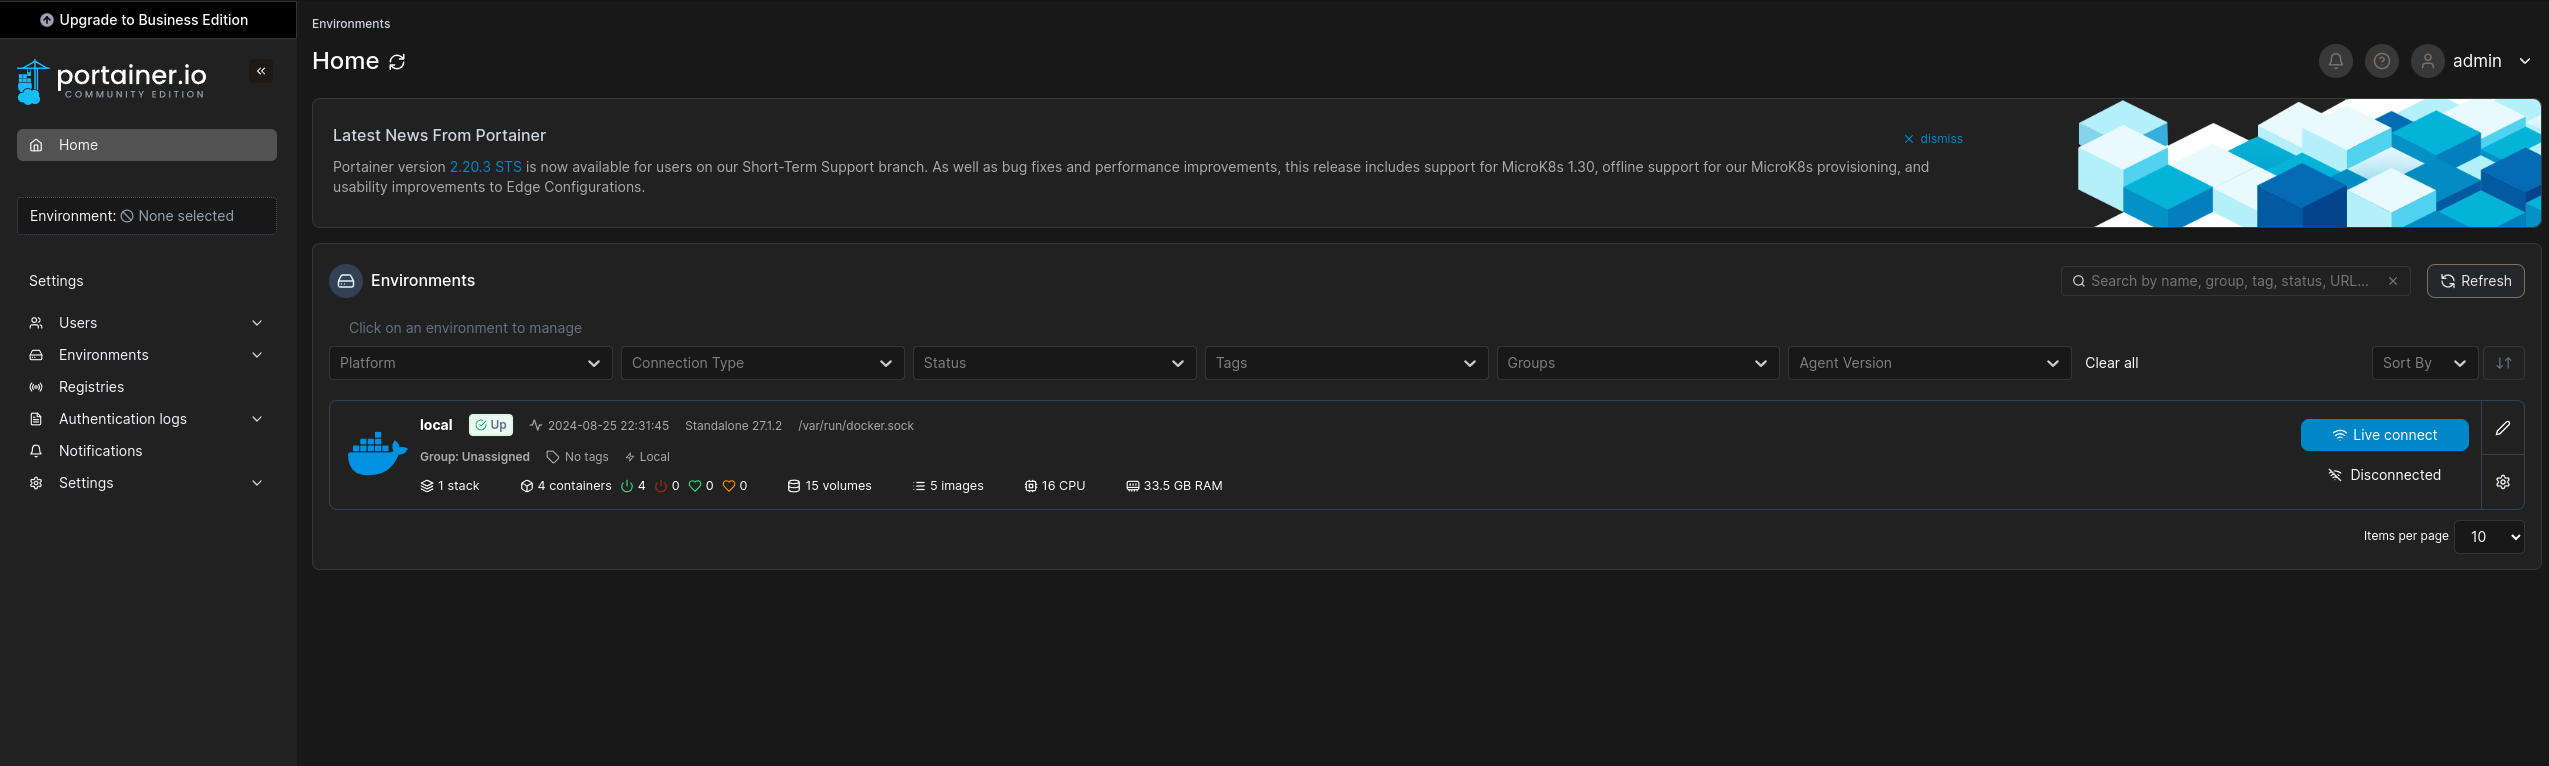 Upgrade to Business Edition
portainer.io
COMMUNITY EDITION
Home
Environment: None selected
Settings
Users
Environments
Registries
Authentication logs
Notifications
Settings
Environments
Home
admin
Latest News From Portainer
dismiss
Portainer version 2.20.3 STS is now available for users on our Short-Term Support branch. As well as bug fixes and performance improvements, this release includes support for MicroK8s 1.30, offline support for our MicroK8s provisioning, and
usability improvements to Edge Configurations.
Environments
Search by name, group, tag, status, URL...
Refresh
Click on an environment to manage
Platform
Connection Type
Status
Tags
Groups
Agent Version
Clear all
Sort By
local Up 2024-08-25 22:31:45 Standalone 27.1.2 /var/run/docker.sock
Group: Unassigned No tags Local
1 stack 4 containers 4 0 0 0 15 volumes 5 images 16 CPU 33.5 GB RAM
Live connect
Disconnected
Items per page 10